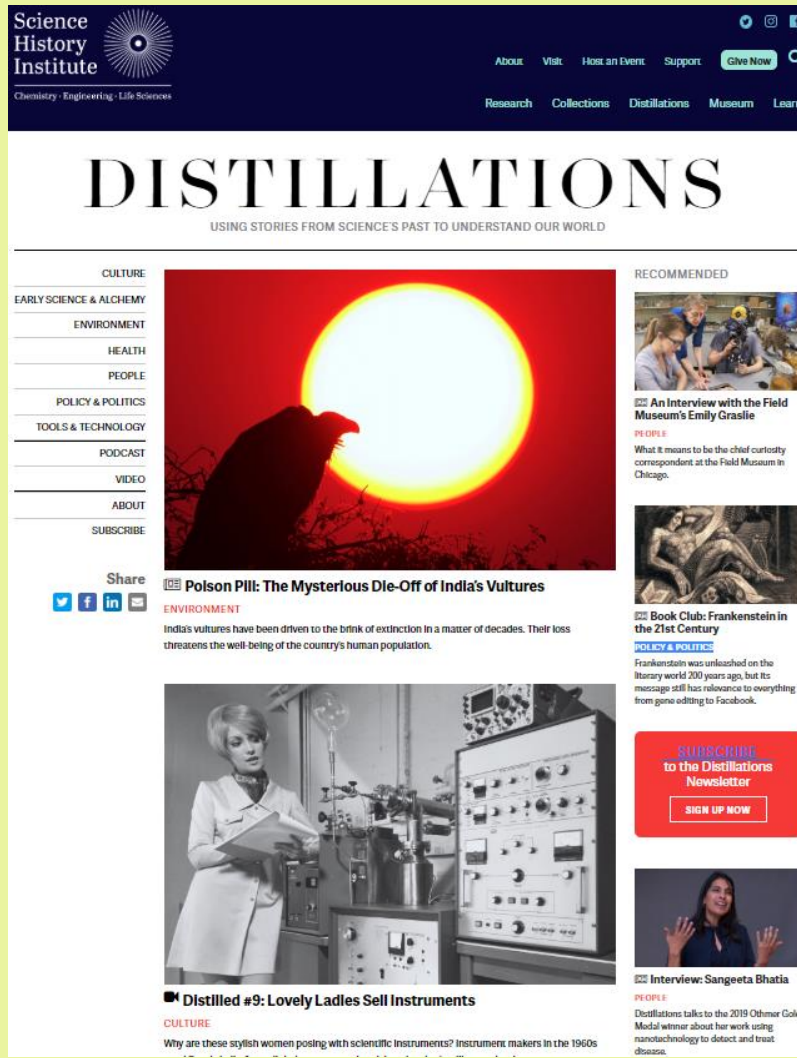 Science
History
Institute
Chemistry · Engineering · Life Sciences
About Visit Host an Event Support Give Now
Research Collections Distillations Museum Learn
DISTILLATIONS
USING STORIES FROM SCIENCE'S PAST TO UNDERSTAND OUR WORLD
CULTURE
EARLY SCIENCE & ALCHEMY
ENVIRONMENT
HEALTH
PEOPLE
POLICY & POLITICS
TOOLS & TECHNOLOGY
PODCAST
VIDEO
ABOUT
SUBSCRIBE
Share
Poison Pill: The Mysterious Die-Off of India's Vultures
ENVIRONMENT
India's vultures have been driven to the brink of extinction in a matter of decades. Their loss
threatens the well-being of the country's human population.
Distilled #9: Lovely Ladies Sell Instruments
CULTURE
Why are these stylish women posing with scientific instruments? Instrument makers in the 1960s
RECOMMENDED
An Interview with the Field
Museum's Emily Graslie
PEOPLE
What it means to be the chief curiosity
correspondent at the Field Museum in
Chicago.
Book Club: Frankenstein in
the 21st Century
POLICY & POLITICS
Frankenstein was unleashed on the
literary world 200 years ago, but its
message still has relevance to everything
from gene editing to Facebook.
SUBSCRIBE
to the Distillations
Newsletter
SIGN UP NOW
Interview: Sangeeta Bhatia
PEOPLE
Distillations talks to the 2019 Othmer Gold
Medal winner about her work using
nanotechnology to detect and treat
disease.